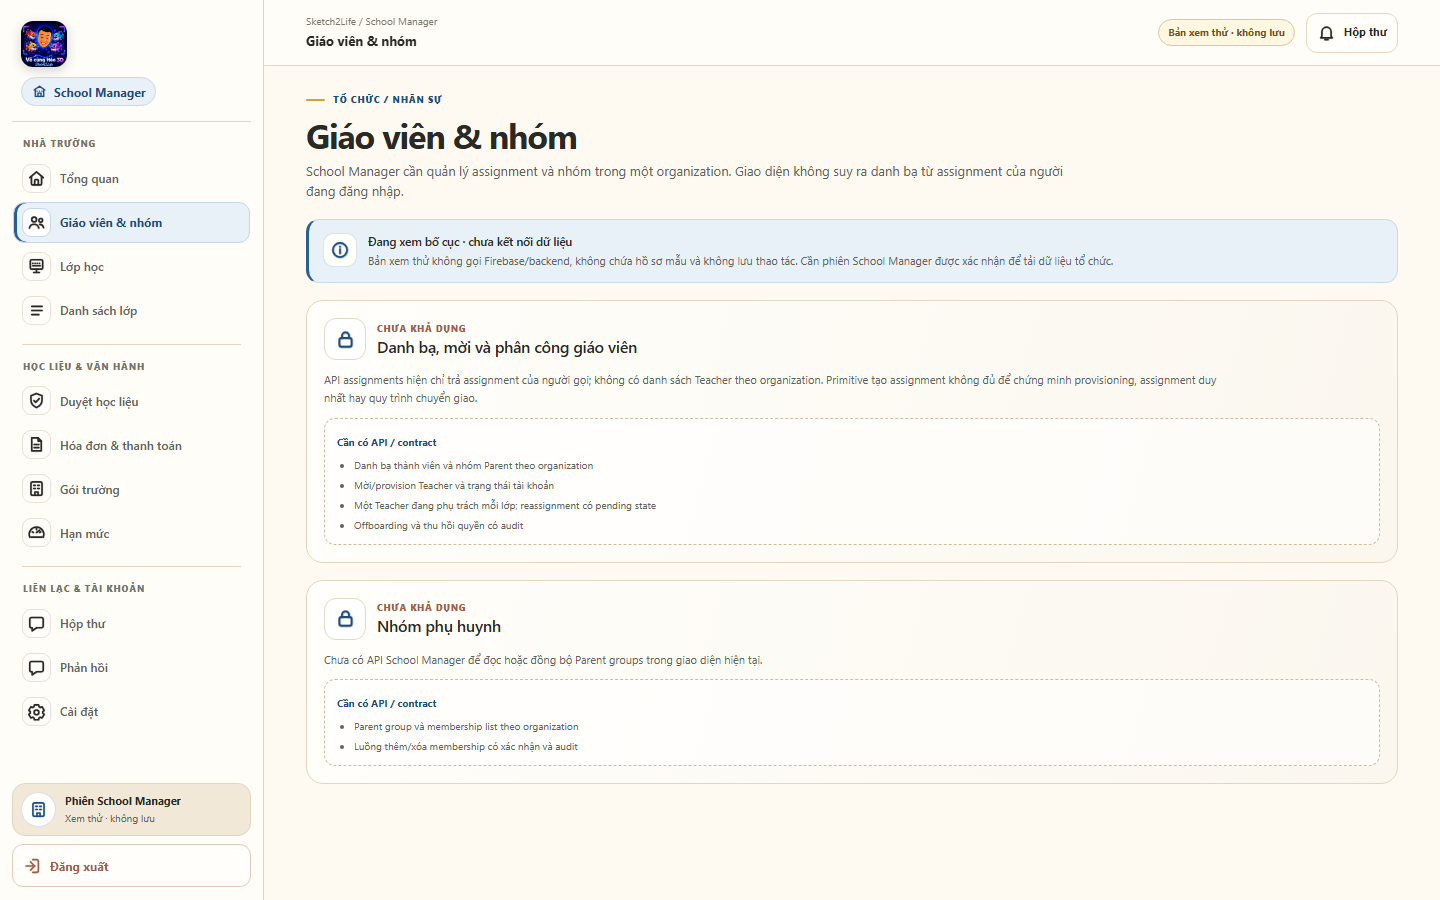 Vẽ cùng Héo 3D
School Manager
NHÀ TRƯỜNG
Tổng quan
Giáo viên & nhóm
Lớp học
Danh sách lớp
HỌC LIỆU & VẬN HÀNH
Duyệt học liệu
Hóa đơn & thanh toán
Gói trường
Hạn mức
LIÊN LẠC & TÀI KHOẢN
Hộp thư
Phản hồi
Cài đặt
Phiên School Manager
Xem thử · không lưu
Đăng xuất
Sketch2Life / School Manager
Giáo viên & nhóm
Bản xem thử · không lưu
Hộp thư
TỔ CHỨC / NHÂN SỰ
Giáo viên & nhóm
School Manager cần quản lý assignment và nhóm trong một organization. Giao diện không suy ra danh bạ từ assignment của người
đang đăng nhập.
Đang xem bố cục · chưa kết nối dữ liệu
Bản xem thử không gọi Firebase/backend, không chứa hồ sơ mẫu và không lưu thao tác. Cần phiên School Manager được xác nhận để tải dữ liệu tổ chức.
CHƯA KHẢ DỤNG
Danh bạ, mời và phân công giáo viên
API assignments hiện chỉ trả assignment của người gọi; không có danh sách Teacher theo organization. Primitive tạo assignment không đủ để chứng minh provisioning, assignment duy
nhất hay quy trình chuyển giao.
Cần có API / contract
Danh bạ thành viên và nhóm Parent theo organization
Mời/provision Teacher và trạng thái tài khoản
Một Teacher đang phụ trách mỗi lớp; reassignment có pending state
Offboarding và thu hồi quyền có audit
CHƯA KHẢ DỤNG
Nhóm phụ huynh
Chưa có API School Manager để đọc hoặc đồng bộ Parent groups trong giao diện hiện tại.
Cần có API / contract
Parent group và membership list theo organization
Luồng thêm/xóa membership có xác nhận và audit